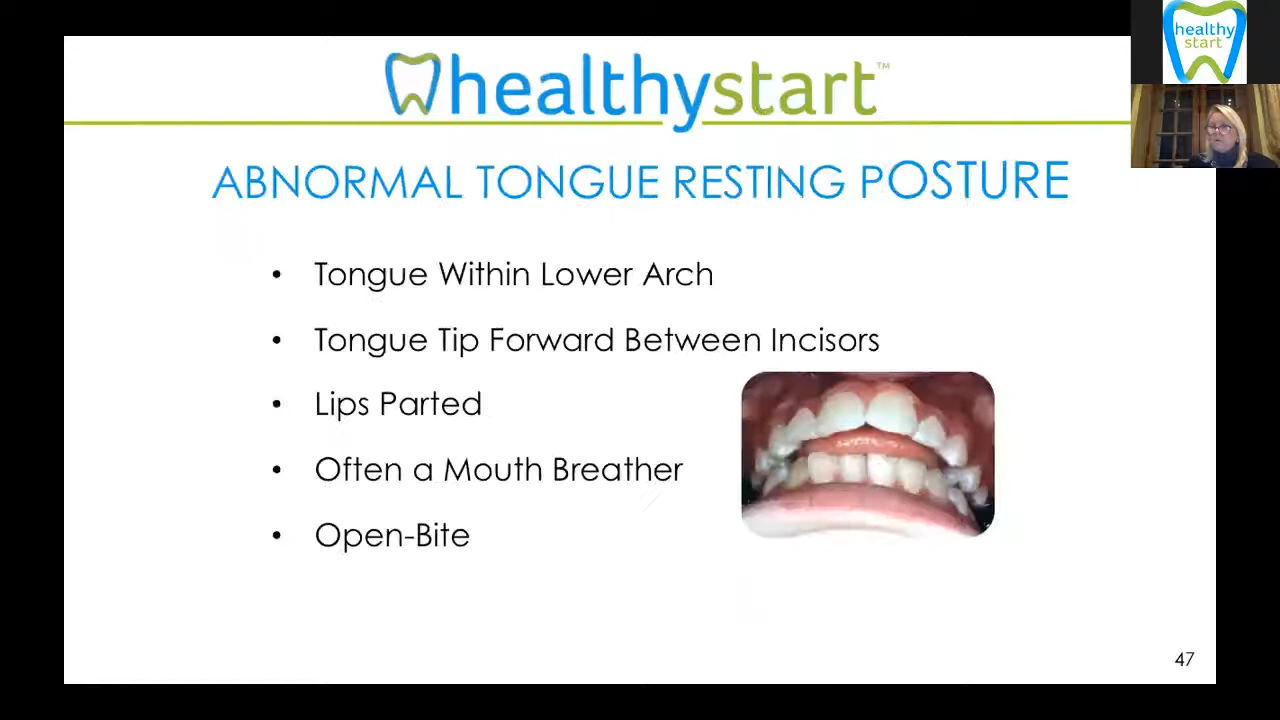 healthystart™
healthy
start
ABNORMAL TONGUE RESTING POSTURE
• Tongue Within Lower Arch
• Tongue Tip Forward Between Incisors
• Lips Parted
• Often a Mouth Breather
• Open-Bite
47